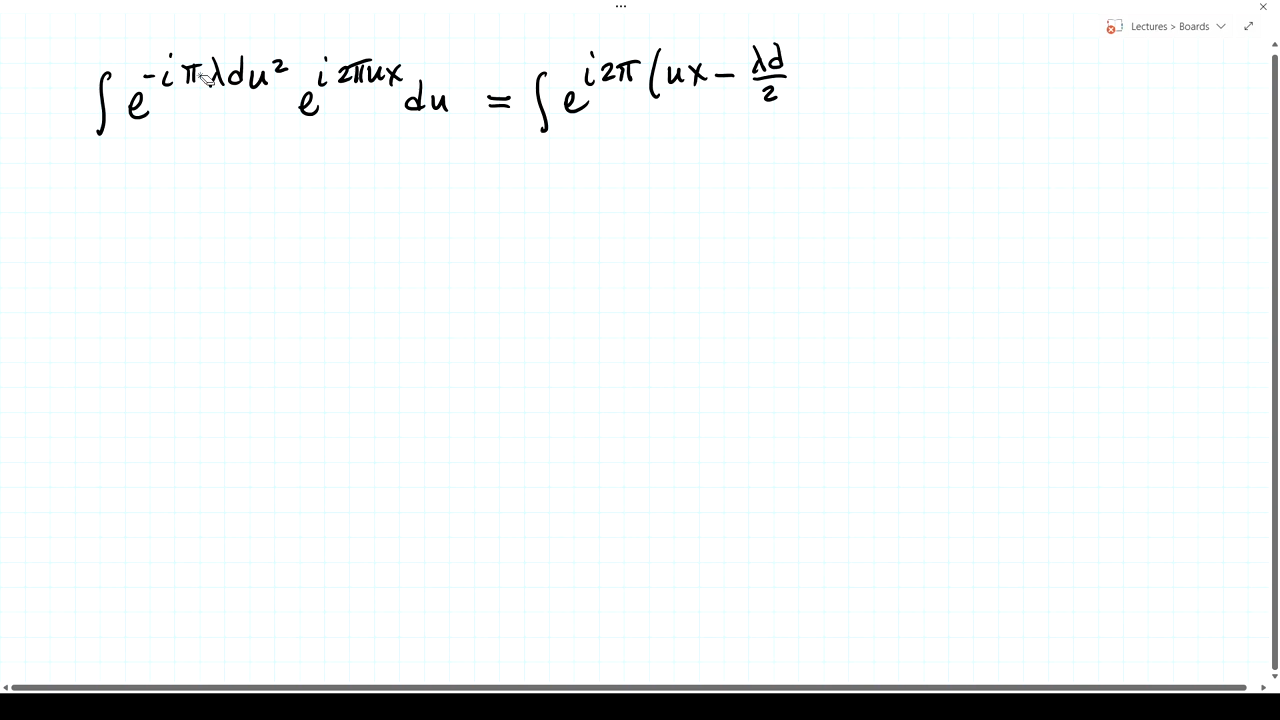 ...
Lectures > Boards
∫ e^{-iπλdu²} e^{i2πux} du = ∫ e^{i2π(ux - λd/2